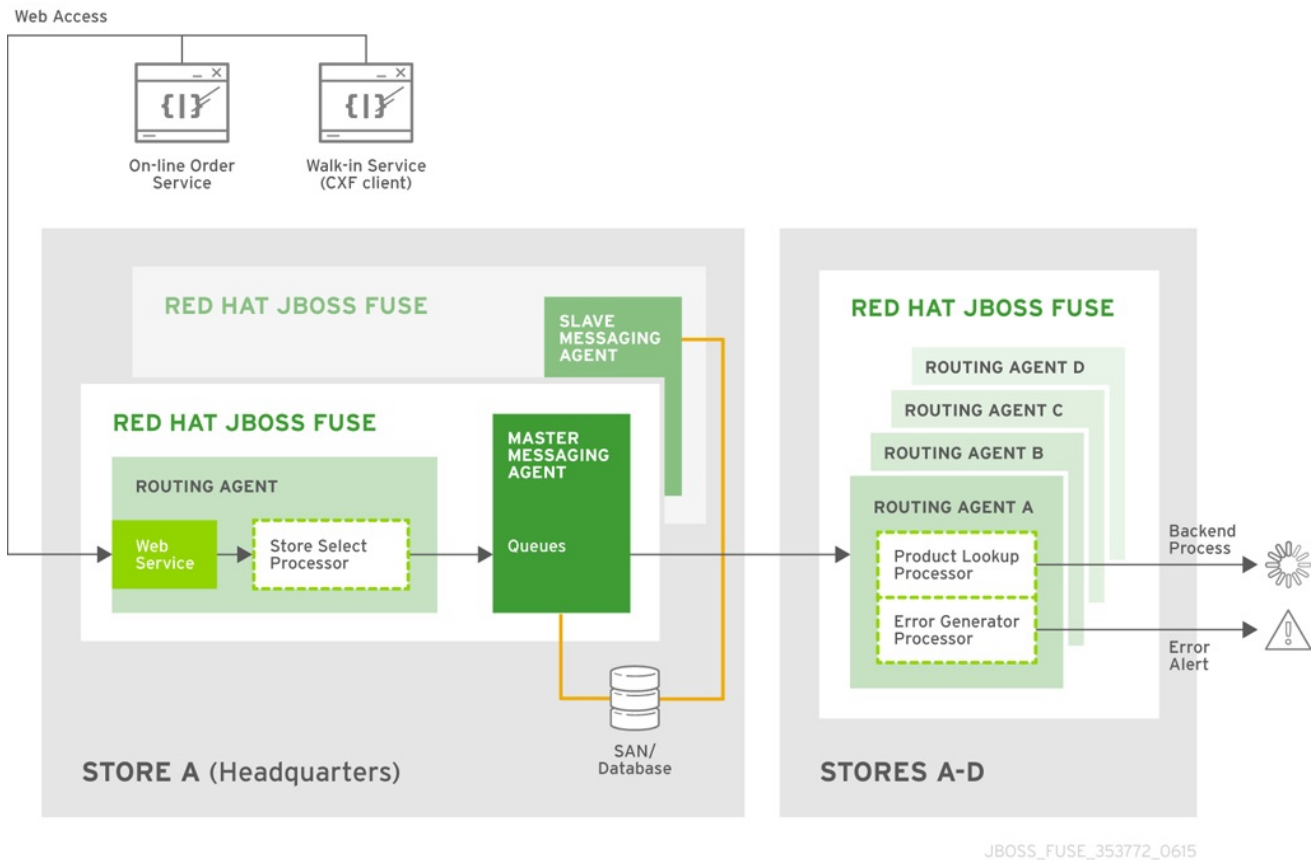 Web Access
{|}
{|}
On-line Order
Service
Walk-in Service
(CXF client)
RED HAT JBOSS FUSE
SLAVE
MESSAGING
AGENT
RED HAT JBOSS FUSE
MASTER
MESSAGING
AGENT
ROUTING AGENT
Web
Service
Store Select
Processor
Queues
SAN/
Database
STORE A (Headquarters)
RED HAT JBOSS FUSE
ROUTING AGENT D
ROUTING AGENT C
ROUTING AGENT B
ROUTING AGENT A
Product Lookup
Processor
Error Generator
Processor
Backend
Process
Error
Alert
STORES A-D
JBOSS_FUSE_353772_0615